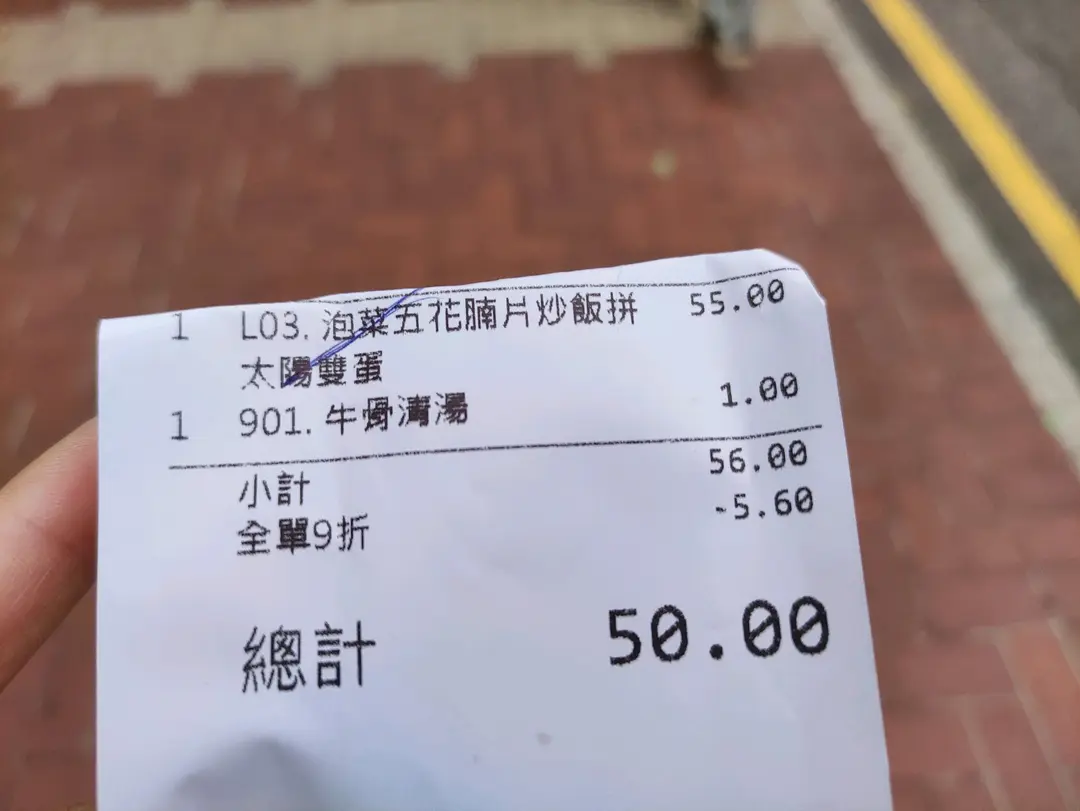 1 L03. 泡菜五花腩片炒飯拼 55.00
太陽雙蛋
1 901. 牛骨清湯 1.00
小計 56.00
全單9折 -5.60
總計 50.00